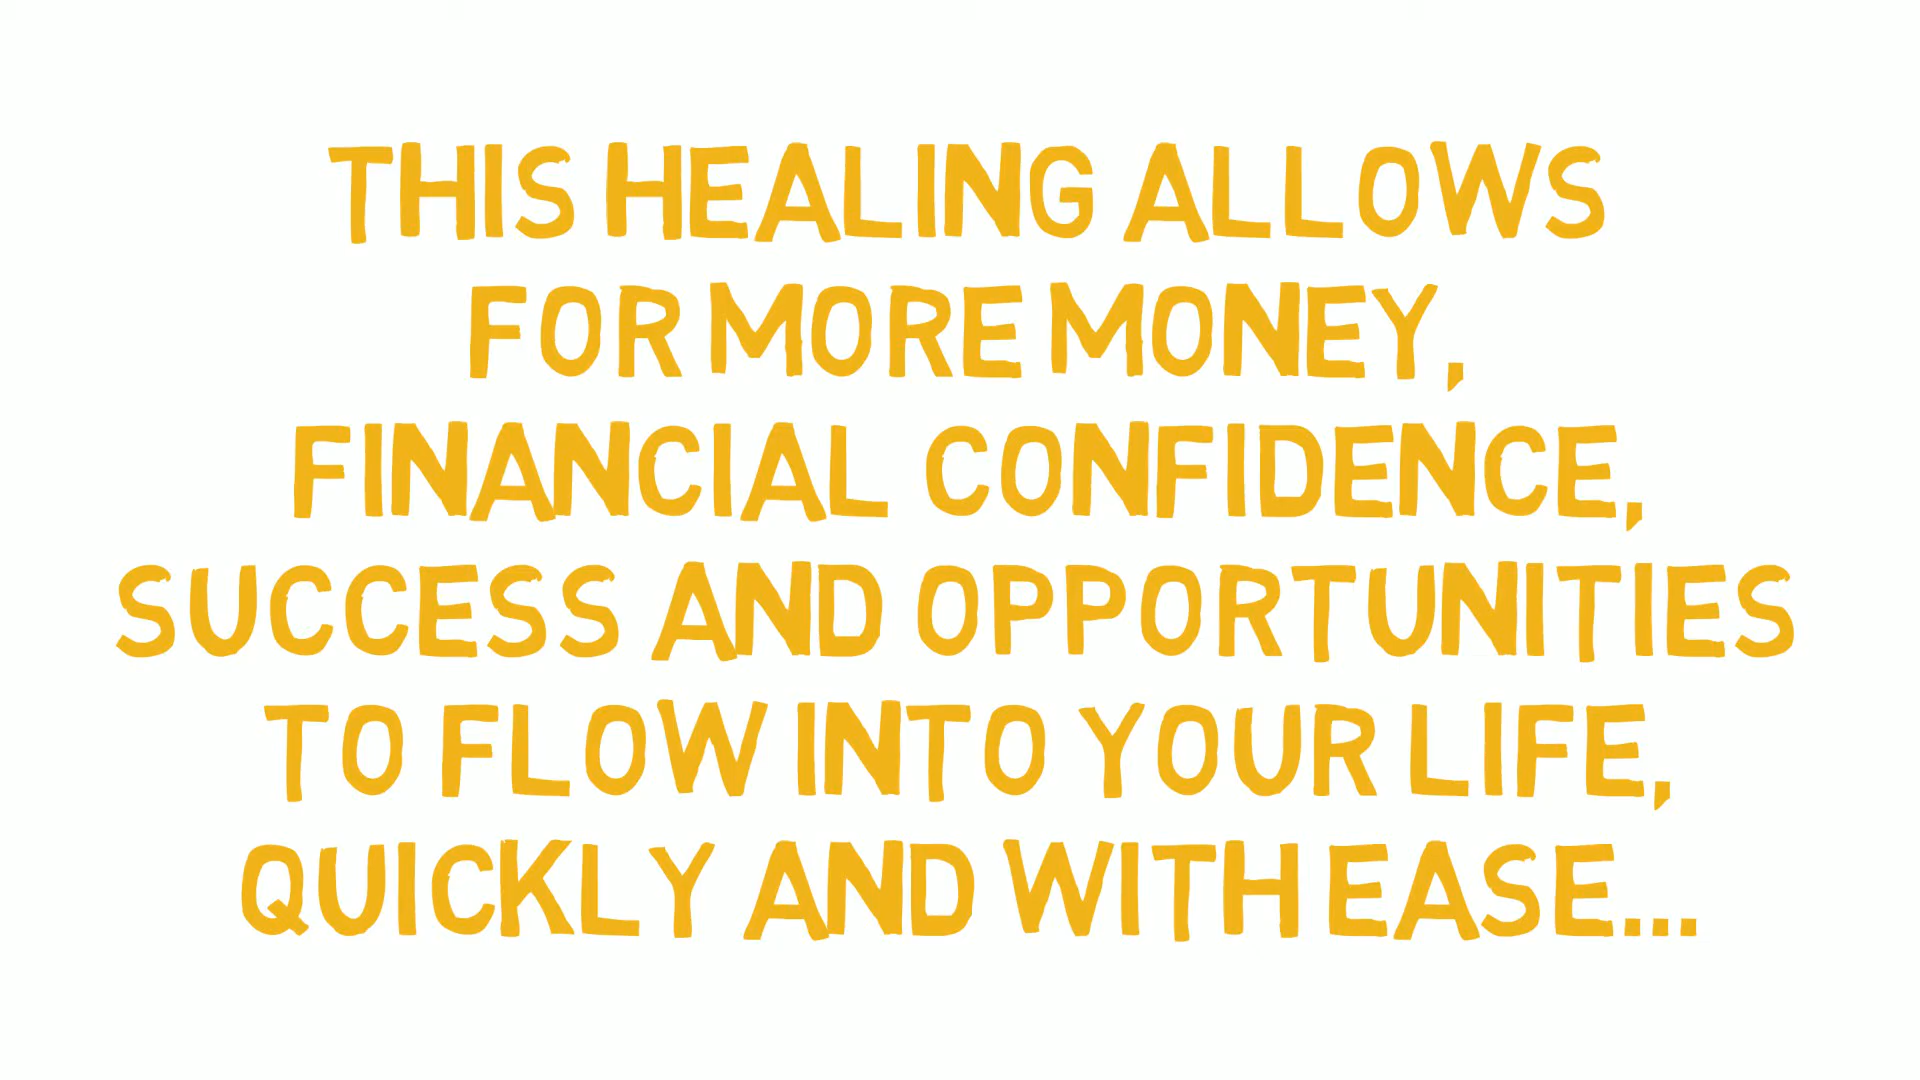 THIS HEALING ALLOWS
FOR MORE MONEY,
FINANCIAL CONFIDENCE,
SUCCESS AND OPPORTUNITIES
TO FLOW INTO YOUR LIFE,
QUICKLY AND WITH EASE...